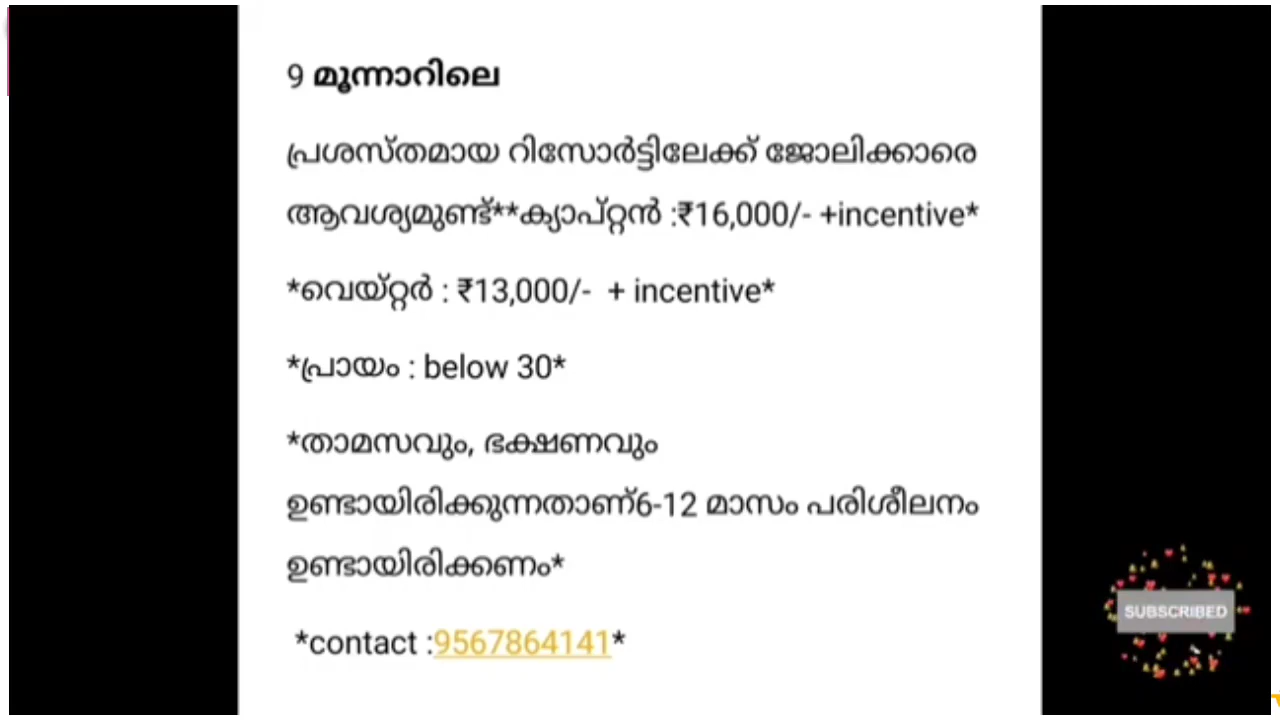 9 മൂന്നാറിലെ
പ്രശസ്തമായ റിസോർട്ടിലേക്ക് ജോലിക്കാരെ
ആവശ്യമുണ്ട്**ക്യാപ്റ്റൻ :₹16,000/- +incentive*
*വെയ്റ്റർ : ₹13,000/-  + incentive*
*പ്രായം : below 30*
*താമസവും, ഭക്ഷണവും
ഉണ്ടായിരിക്കുന്നതാണ്6-12 മാസം പരിശീലനം
ഉണ്ടായിരിക്കണം*
*contact :9567864141*
SUBSCRIBED